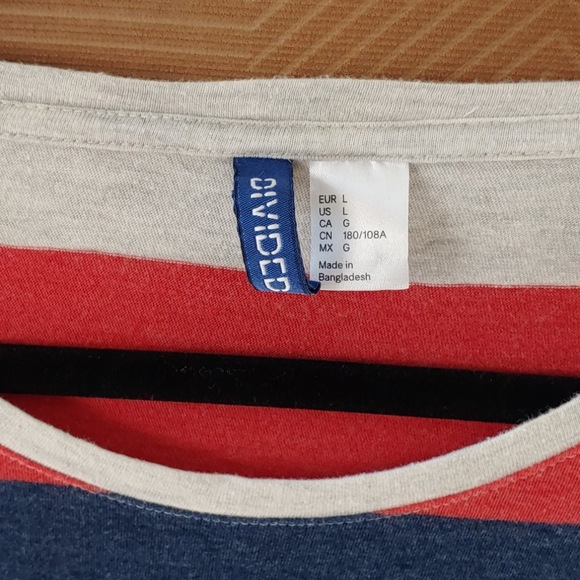 DIVIDED
EUR L
US L
CA G
CN 180/108A
MX G
Made in
Bangladesh